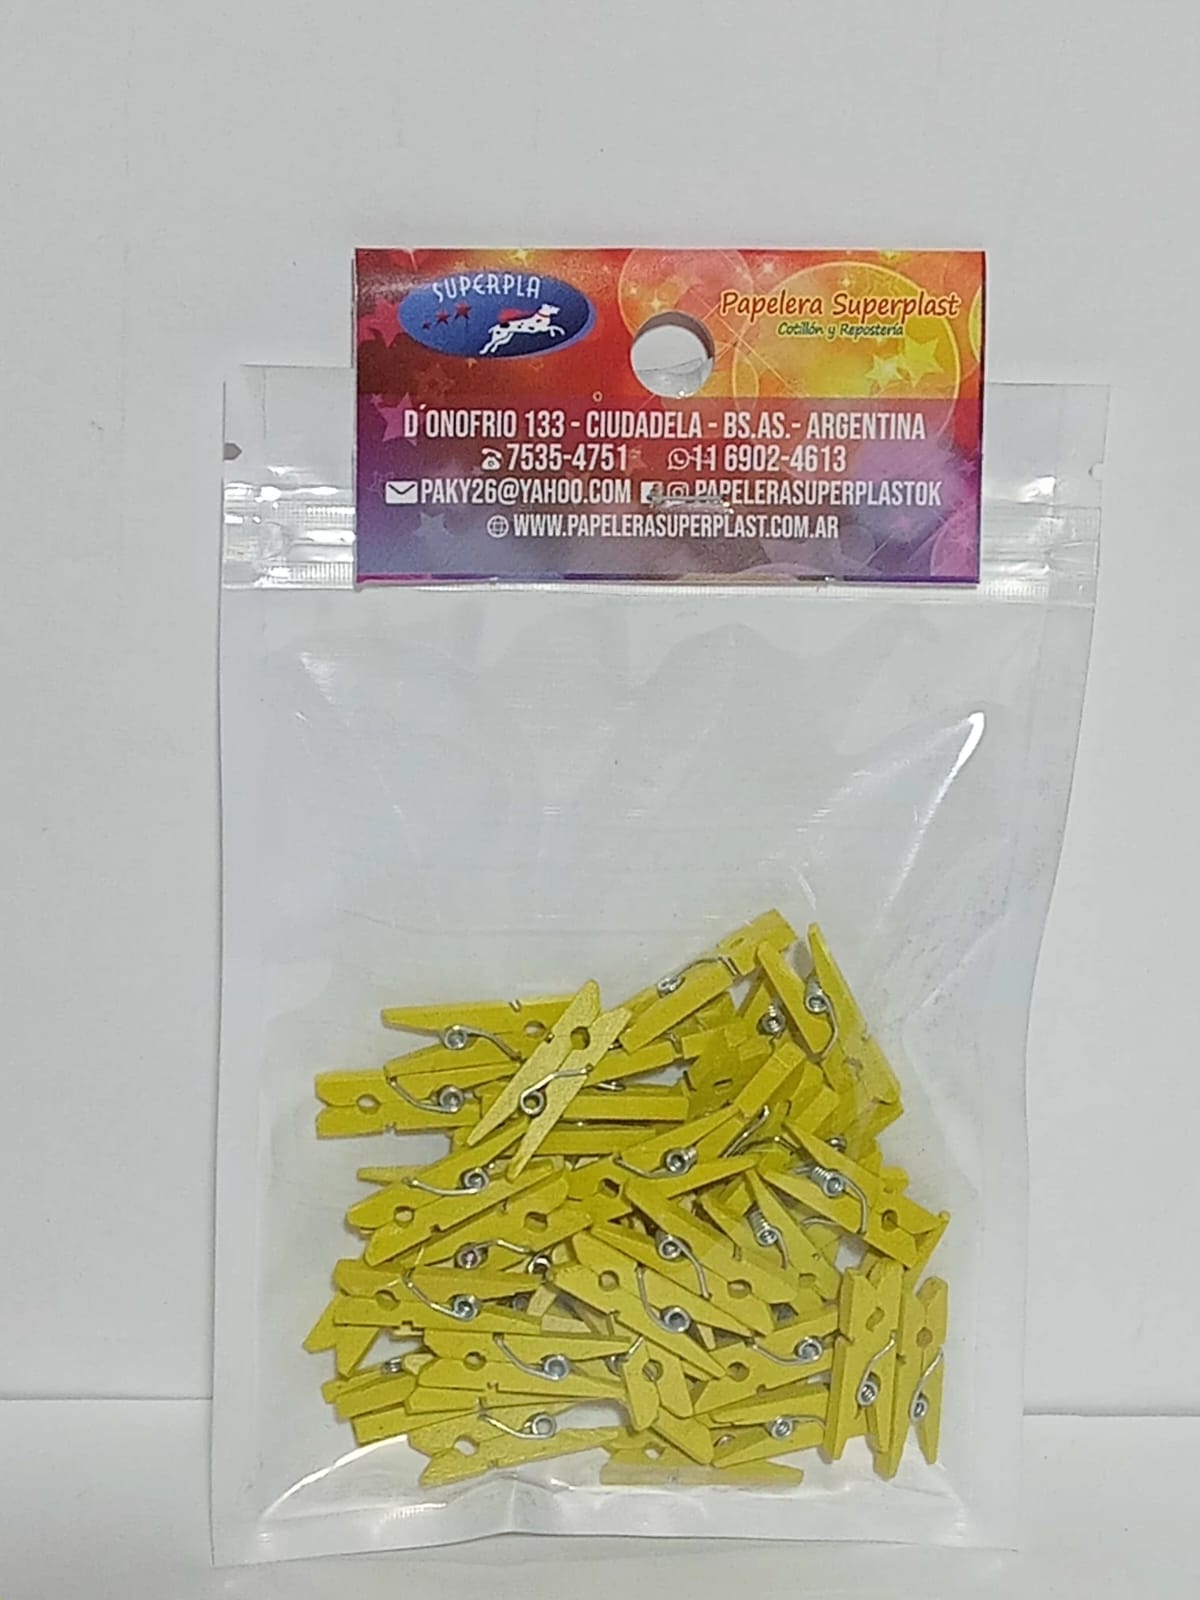 SUPERPLA
Papelera Superplast
Cotillón y Repostería
D´ONOFRIO 133 - CIUDADELA - BS.AS.- ARGENTINA
7535-4751 11 6902-4613
PAKY26@YAHOO.COM PAPELERASUPERPLASTOK
WWW.PAPELERASUPERPLAST.COM.AR